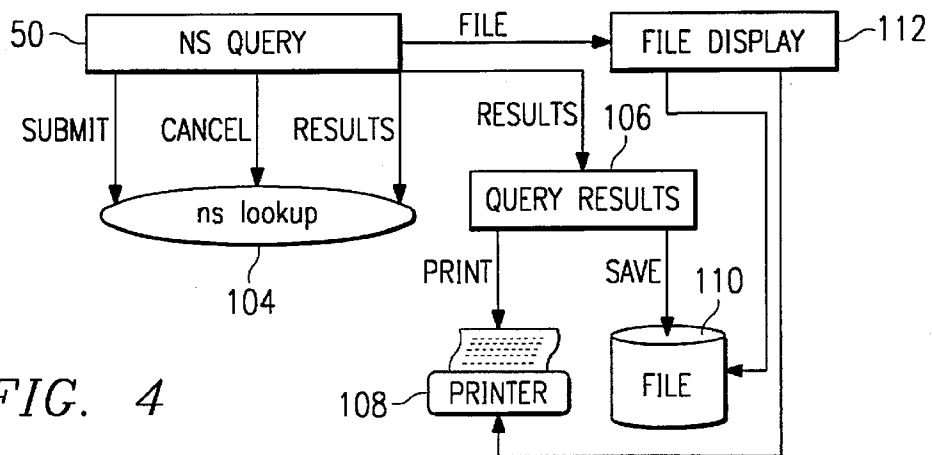 50
NS QUERY
FILE
FILE DISPLAY
112
SUBMIT
CANCEL
RESULTS
RESULTS
106
ns lookup
QUERY RESULTS
104
PRINT
SAVE
110
PRINTER
108
FILE
FIG. 4